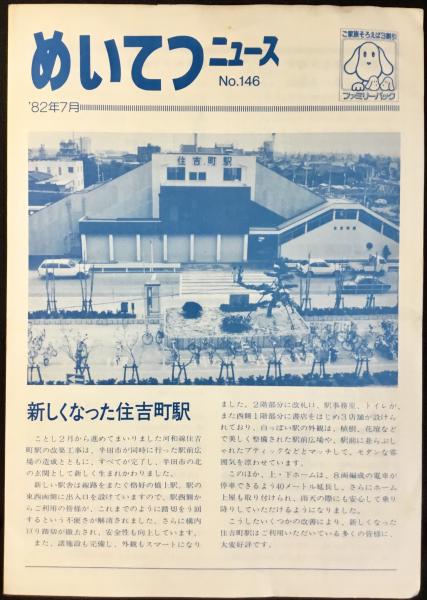 めいてつニュース
No.146
'82年7月
ご家族そろえば3割引
ファミリーパック
住吉町駅
新しくなった住吉町駅
ことし2月から進めてまいりました河和線住吉
町駅の改築工事は、半田市が同時に行った駅前広
場の造成とともに、すべてが完了し、半田市の北
の玄関として新しく生まれかわりました。
新しい駅舎は線路をまたぐ格好の橋上駅。駅の
東西両側に出入口を設けていますので、駅西側か
らご利用の皆様が、これまでのように踏切を う回
するという不便さが解消されました。さらに構内
亘り踏切が撤去され、安全性も向上しています。
また、諸施設も完備し、外観もスマートになり
ました。2階部分に改札口、駅事務室、トイレが、
また西側1階部分に書店をはじめ3店舗が設けら
れており、白っぽい駅の外観は、植樹、花壇など
で美しく整備された駅前広場や、駅前に並らぶし
ゃれたブティックなどとマッチして、モダンな雰
囲気を漂わせています。
このほか、上・下ホームは、8両編成の電車が
停車できるよう40メートル延長し、さらにホーム
上屋も取り付けられ、雨天の際にも安心して乗り
降りしていただけるようになりました。
こうしたいくつかの改善により、新しくなった
住吉町駅はご利用いただいている多くの皆様に、
大変好評です。